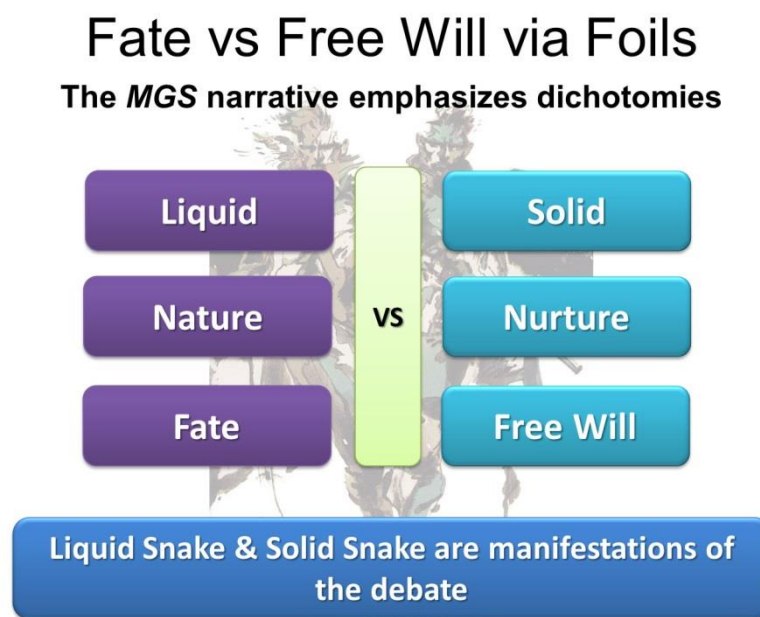 Fate vs Free Will via Foils
The MGS narrative emphasizes dichotomies
Liquid
Solid
Nature
VS
Nurture
Fate
Free Will
Liquid Snake & Solid Snake are manifestations of
the debate